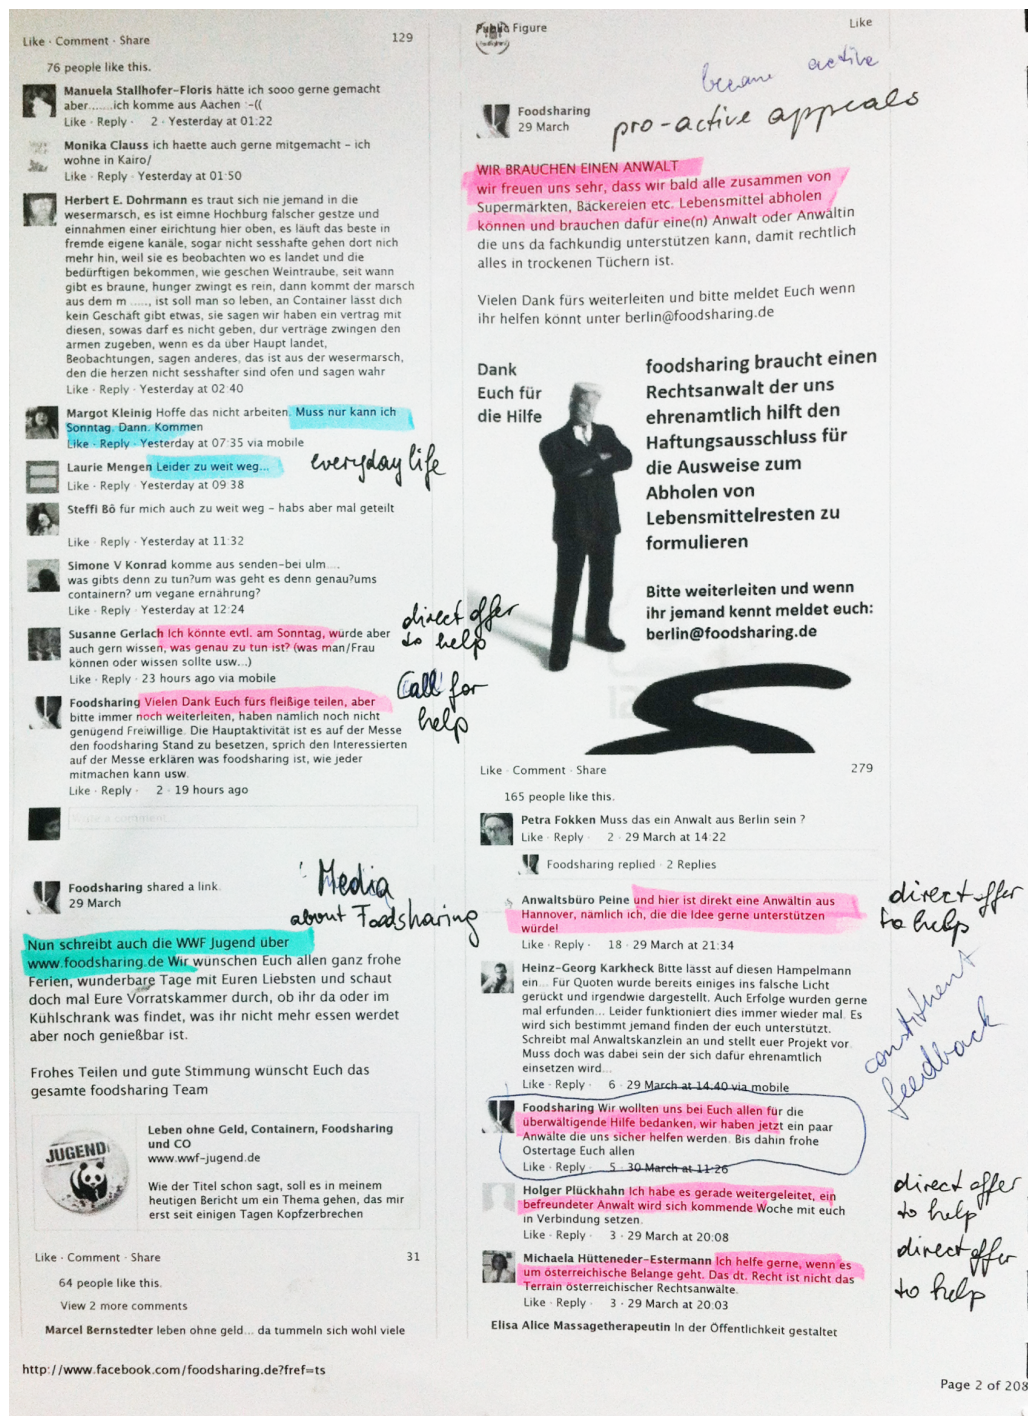 Like · Comment · Share 129
76 people like this.
Manuela Stallhofer-Floris hätte ich sooo gerne gemacht
aber.......ich komme aus Aachen :-((
Like · Reply · 2 · Yesterday at 01:22
Monika Clauss ich haette auch gerne mitgemacht - ich
wohne in Kairo/
Like · Reply · Yesterday at 01:50
Herbert E. Dohrmann es traut sich nie jemand in die
wesermarsch, es ist eimne Hochburg falscher gestze und
einnahmen einer eirichtung hier oben, es läuft das beste in
fremde eigene kanäle, sogar nicht sesshafte gehen dort nich
mehr hin, weil sie es beobachten wo es landet und die
bedürftigen bekommen, wie geschen Weintraube, seit wann
gibt es braune, hunger zwingt es rein, dann kommt der marsch
aus dem m ....., ist soll man so leben, an Container lässt dich
kein Geschäft gibt etwas, sie sagen wir haben ein vertrag mit
diesen, sowas darf es nicht geben, dur verträge zwingen den
armen zugeben, wenn es da über Haupt landet,
Beobachtungen, sagen anderes, das ist aus der wesermarsch,
den die herzen nicht sesshafter sind ofen und sagen wahr
Like · Reply · Yesterday at 02:40
Margot Kleinig Hoffe das nicht arbeiten. Muss nur kann ich
Sonntag. Dann. Kommen
Like · Reply · Yesterday at 07:35 via mobile
everyday life
Laurie Mengen Leider zu weit weg...
Like · Reply · Yesterday at 09:38
Steffi Bö für mich auch zu weit weg - habs aber mal geteilt
Like · Reply · Yesterday at 11:32
Simone V Konrad komme aus senden-bei ulm....
was gibts denn zu tun?um was geht es denn genau?ums
containern? um vegane ernährung?
Like · Reply · Yesterday at 12:24
direct offer
to help
Susanne Gerlach Ich könnte evtl. am Sonntag, würde aber
auch gern wissen, was genau zu tun ist? (was man/Frau
können oder wissen sollte usw...)
Like · Reply · 23 hours ago via mobile
Call for
help
Foodsharing Vielen Dank Euch fürs fleißige teilen, aber
bitte immer noch weiterleiten, haben nämlich noch nicht
genügend Freiwillige. Die Hauptaktivität ist es auf der Messe
den foodsharing Stand zu besetzen, sprich den Interessierten
auf der Messe erklären was foodsharing ist, wie jeder
mitmachen kann usw.
Like · Reply · 2 · 19 hours ago
Write a comment...
Media
about Foodsharing
Foodsharing shared a link.
29 March
Nun schreibt auch die WWF Jugend über
www.foodsharing.de Wir wünschen Euch allen ganz frohe
Ferien, wunderbare Tage mit Euren Liebsten und schaut
doch mal Eure Vorratskammer durch, ob ihr da oder im
Kühlschrank was findet, was ihr nicht mehr essen werdet
aber noch genießbar ist.
Frohes Teilen und gute Stimmung wünscht Euch das
gesamte foodsharing Team
JUGEND
Leben ohne Geld, Containern, Foodsharing
und CO
www.wwf-jugend.de
Wie der Titel schon sagt, soll es in meinem
heutigen Bericht um ein Thema gehen, das mir
erst seit einigen Tagen Kopfzerbrechen
Like · Comment · Share 31
64 people like this.
View 2 more comments
Marcel Bernstedter leben ohne geld... da tummeln sich wohl viele
http://www.facebook.com/foodsharing.de?fref=ts
Public Figure Like
became active
pro-active appeals
Foodsharing
29 March
WIR BRAUCHEN EINEN ANWALT
wir freuen uns sehr, dass wir bald alle zusammen von
Supermärkten, Bäckereien etc. Lebensmittel abholen
können und brauchen dafür eine(n) Anwalt oder Anwältin
die uns da fachkundig unterstützen kann, damit rechtlich
alles in trockenen Tüchern ist.
Vielen Dank fürs weiterleiten und bitte meldet Euch wenn
ihr helfen könnt unter berlin@foodsharing.de
Dank
Euch für
die Hilfe
foodsharing braucht einen
Rechtsanwalt der uns
ehrenamtlich hilft den
Haftungsausschluss für
die Ausweise zum
Abholen von
Lebensmittelresten zu
formulieren
Bitte weiterleiten und wenn
ihr jemand kennt meldet euch:
berlin@foodsharing.de
Like · Comment · Share 279
165 people like this.
Petra Fokken Muss das ein Anwalt aus Berlin sein ?
Like · Reply · 2 · 29 March at 14:22
Foodsharing replied · 2 Replies
direct offer
to help
Anwaltsbüro Peine und hier ist direkt eine Anwältin aus
Hannover, nämlich ich, die die Idee gerne unterstützen
würde!
Like · Reply · 18 · 29 March at 21:34
Heinz-Georg Karkheck Bitte lasst auf diesen Hampelmann
ein... Für Quoten wurde bereits einiges ins falsche Licht
gerückt und irgendwie dargestellt. Auch Erfolge wurden gerne
mal erfunden... Leider funktioniert dies immer wieder mal. Es
wird sich bestimmt jemand finden der euch unterstützt.
Schreibt mal Anwaltskanzlein an und stellt euer Projekt vor.
Muss doch was dabei sein der sich dafür ehrenamtlich
einsetzen wird...
Like · Reply · 6 · 29 March at 14:40 via mobile
constituent
feedback
Foodsharing Wir wollten uns bei Euch allen für die
überwältigende Hilfe bedanken, wir haben jetzt ein paar
Anwälte die uns sicher helfen werden. Bis dahin frohe
Ostertage Euch allen
Like · Reply · 5 · 30 March at 11:26
direct offer
to help
Holger Plückhahn Ich habe es gerade weitergeleitet, ein
befreundeter Anwalt wird sich kommende Woche mit euch
in Verbindung setzen.
Like · Reply · 3 · 29 March at 20:08
direct offer
to help
Michaela Hütteneder-Estermann Ich helfe gerne, wenn es
um österreichische Belange geht. Das dt. Recht ist nicht das
Terrain österreichischer Rechtsanwälte.
Like · Reply · 3 · 29 March at 20:03
Elisa Alice Massagetherapeutin In der Öffentlichkeit gestaltet
Page 2 of 208